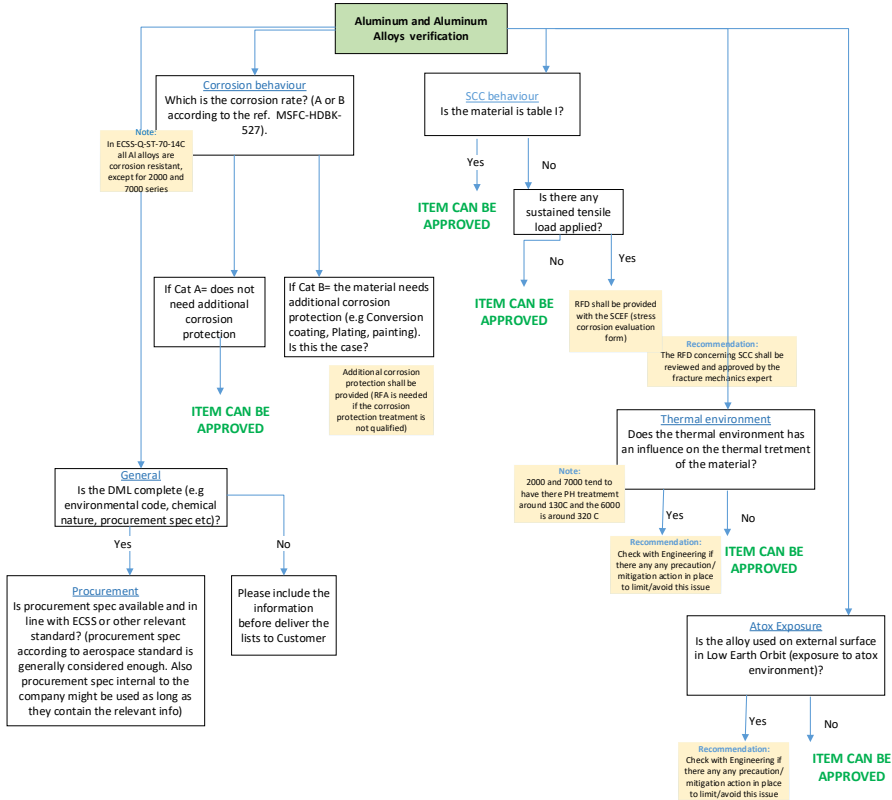 Aluminum and Aluminum
Alloys verification
Corrosion behaviour
Which is the corrosion rate? (A or B
according to the ref. MSFC-HDBK-
527).
Note:
In ECSS-Q-ST-70-14C
all Al alloys are
corrosion resistant,
except for 2000 and
7000 series
SCC behaviour
Is the material is table I?
Yes
No
ITEM CAN BE
APPROVED
Is there any
sustained tensile
load applied?
No
Yes
ITEM CAN BE
APPROVED
RFD shall be provided
with the SCEF (stress
corrosion evaluation
form)
Recommendation:
The RFD concerning SCC shall be
reviewed and approved by the
fracture mechanics expert
If Cat A= does not
need additional
corrosion
protection
If Cat B= the material needs
additional corrosion
protection (e.g Conversion
coating, Plating, painting).
Is this the case?
Additional corrosion
protection shall be
provided (RFA is needed
if the corrosion
protection treatment is
not qualified)
ITEM CAN BE
APPROVED
Thermal environment
Does the thermal environment has
an influence on the thermal tretment
of the material?
Note:
2000 and 7000 tend to
have there PH treatmemt
around 130C and the 6000
is around 320 C
Yes
No
Recommendation:
Check with Engineering if
there any any precaution/
mitigation action in place
to limit/avoid this issue
ITEM CAN BE
APPROVED
General
Is the DML complete (e.g
environmental code, chemical
nature, procurement spec etc)?
Yes
No
Procurement
Is procurement spec available and in
line with ECSS or other relevant
standard? (procurement spec
according to aerospace standard is
generally considered enough. Also
procurement spec internal to the
company might be used as long as
they contain the relevant info)
Please include the
information
before deliver the
lists to Customer
Atox Exposure
Is the alloy used on external surface
in Low Earth Orbit (exposure to atox
environment)?
Yes
No
Recommendation:
Check with Engineering if
there any any precaution/
mitigation action in place
to limit/avoid this issue
ITEM CAN BE
APPROVED